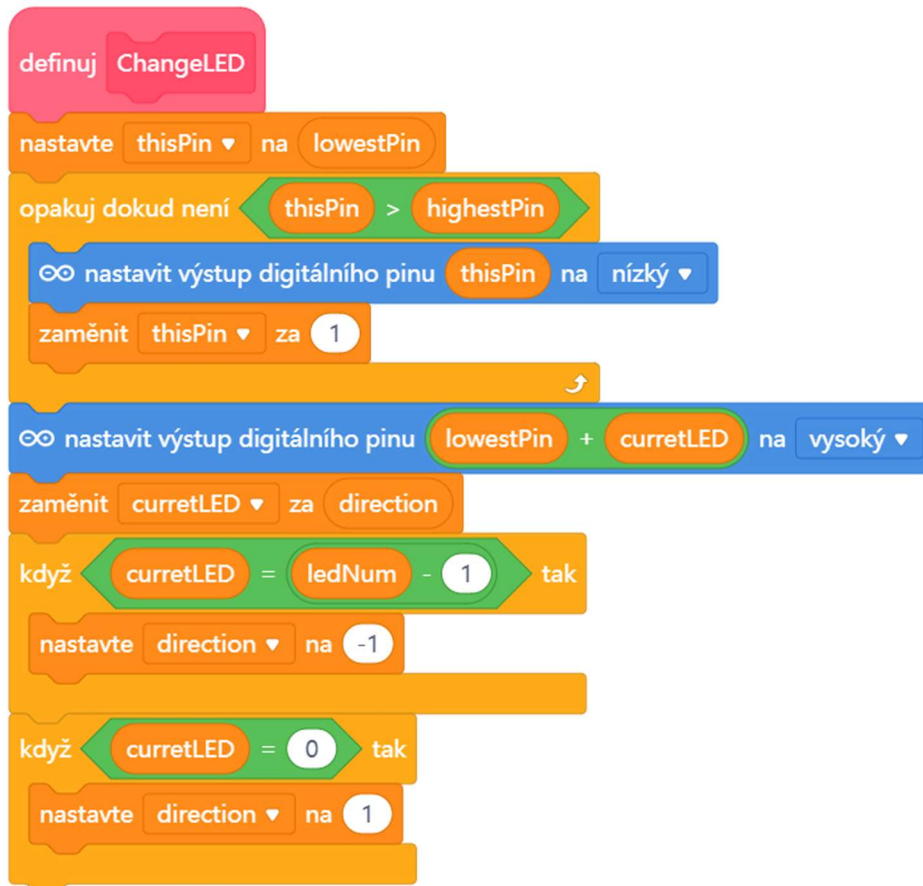 definuj ChangeLED
nastavte thisPin na lowestPin
opakuj dokud není thisPin > highestPin
nastavit výstup digitálního pinu thisPin na nízký
zaměnit thisPin za 1
nastavit výstup digitálního pinu lowestPin + curretLED na vysoký
zaměnit curretLED za direction
když curretLED = ledNum - 1 tak
nastavte direction na -1
když curretLED = 0 tak
nastavte direction na 1